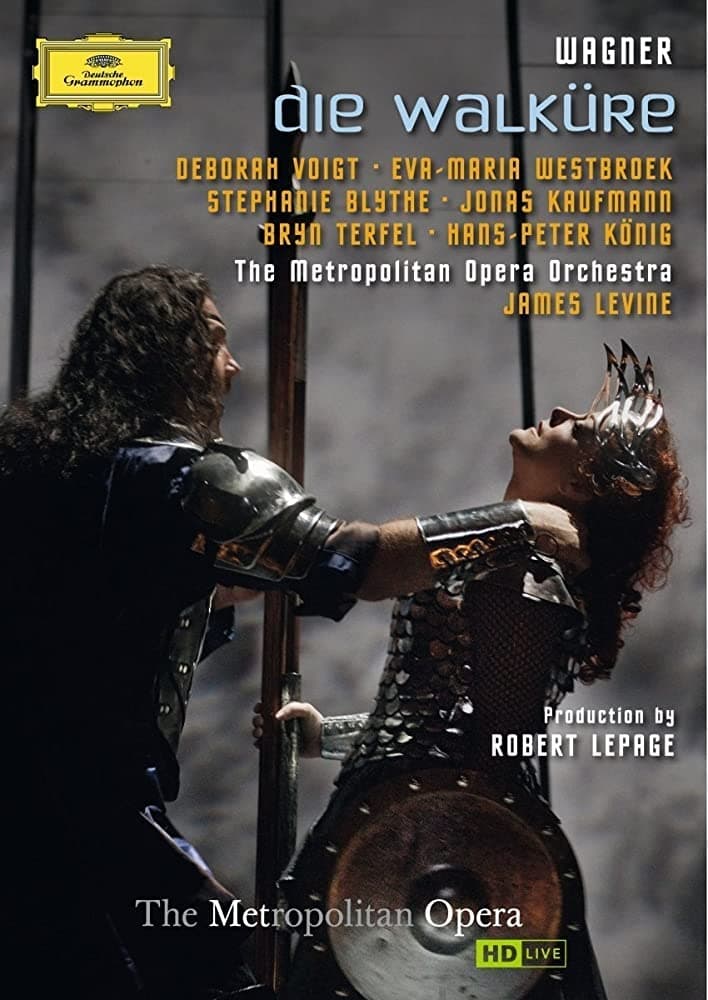 Deutsche
Grammophon
WAGNER
die walküre
DEBORAH VOIGT · EVA-MARIA WESTBROEK
STEPHANIE BLYTHE · JONAS KAUFMANN
BRYN TERFEL · HANS-PETER KÖNIG
The Metropolitan Opera Orchestra
JAMES LEVINE
Production by
ROBERT LEPAGE
The Metropolitan Opera
HD LIVE